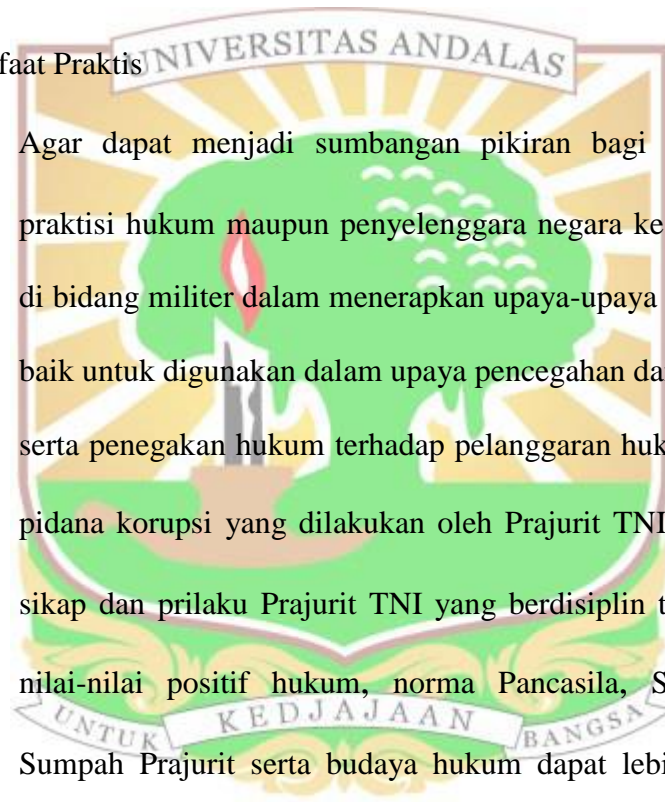 UNIVERSITAS ANDALAS
faat Praktis
Agar dapat menjadi sumbangan pikiran bagi
praktisi hukum maupun penyelenggara negara ke
di bidang militer dalam menerapkan upaya-upaya
baik untuk digunakan dalam upaya pencegahan da
serta penegakan hukum terhadap pelanggaran huk
pidana korupsi yang dilakukan oleh Prajurit TNI
sikap dan prilaku Prajurit TNI yang berdisiplin t
nilai-nilai positif hukum, norma Pancasila, S
UNTUK KEDJAJAAN BANGSA
Sumpah Prajurit serta budaya hukum dapat lebi